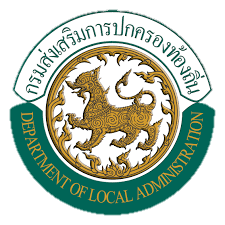 กรมส่งเสริมการปกครองท้องถิ่น
DEPARTMENT OF LOCAL ADMINISTRATION